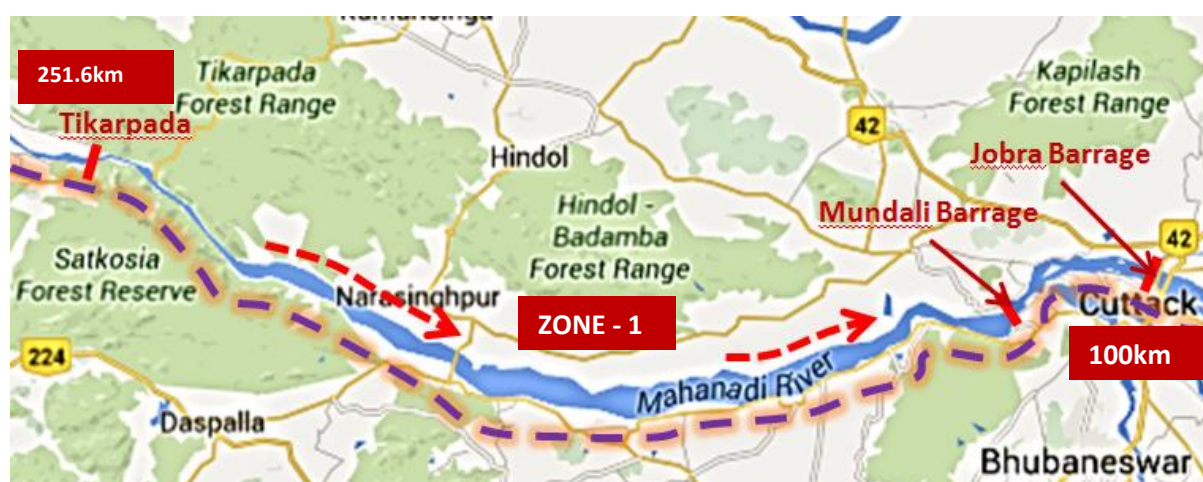 Kamansinga
251.6km
Tikarpada
Forest Range
Tikarpada
Kapilash
Forest Range
42
Hindol
Jobra Barrage
Hindol -
Badamba
Forest Range
Mundali Barrage
42
Satkosia
Forest Reserve
Narasinghpur
Cuttack
ZONE - 1
224
100km
Mahanadi River
Daspalla
Bhubaneswar